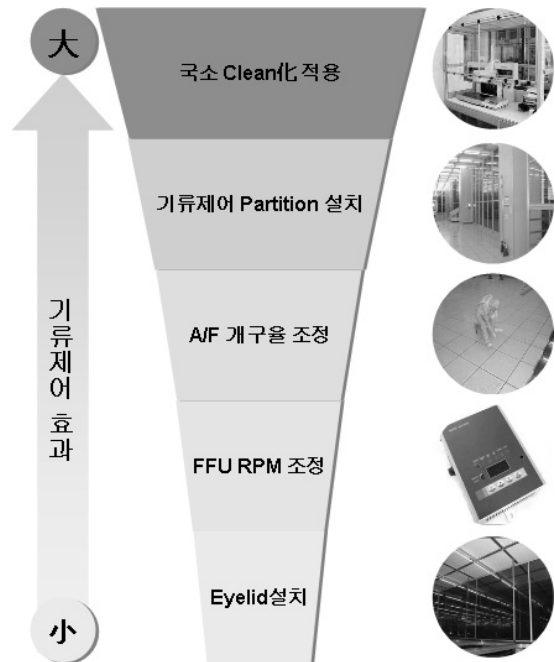 大
국소 Clean化 적용
기류제어 Partition 설치
A/F 개구율 조정
기류제어 효과
FFU RPM 조정
Eyelid설치
小